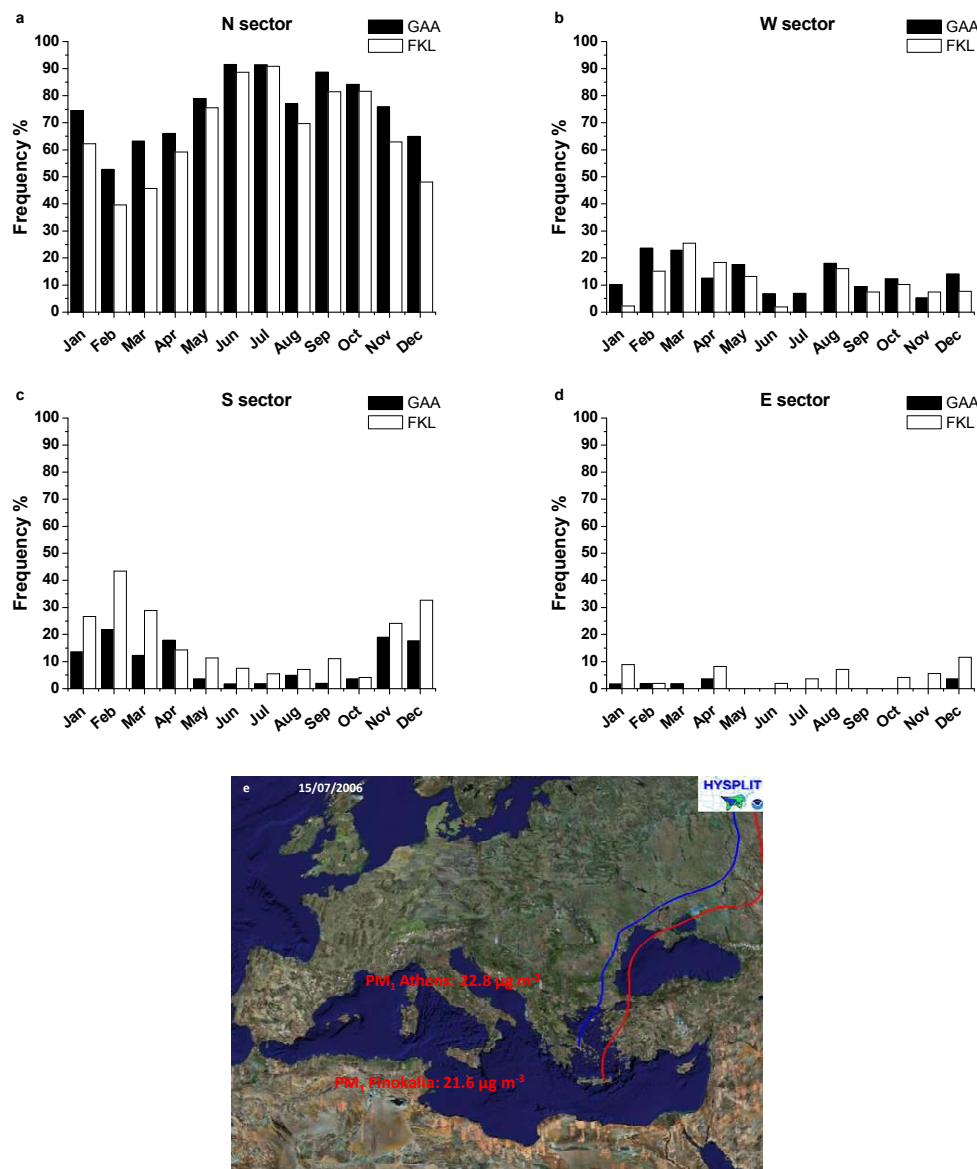 a
N sector
GAA
FKL
Frequency %
100
90
80
70
60
50
40
30
20
10
0
Jan Feb Mar Apr May Jun Jul Aug Sep Oct Nov Dec
b
W sector
GAA
FKL
Frequency %
100
90
80
70
60
50
40
30
20
10
0
Jan Feb Mar Apr May Jun Jul Aug Sep Oct Nov Dec
c
S sector
GAA
FKL
Frequency %
100
90
80
70
60
50
40
30
20
10
0
Jan Feb Mar Apr May Jun Jul Aug Sep Oct Nov Dec
d
E sector
GAA
FKL
Frequency %
100
90
80
70
60
50
40
30
20
10
0
Jan Feb Mar Apr May Jun Jul Aug Sep Oct Nov Dec
e
15/07/2006
HYSPLIT
PM₁ Athens: 22.8 μg m⁻³
PM₁ Finokalia: 21.6 μg m⁻³